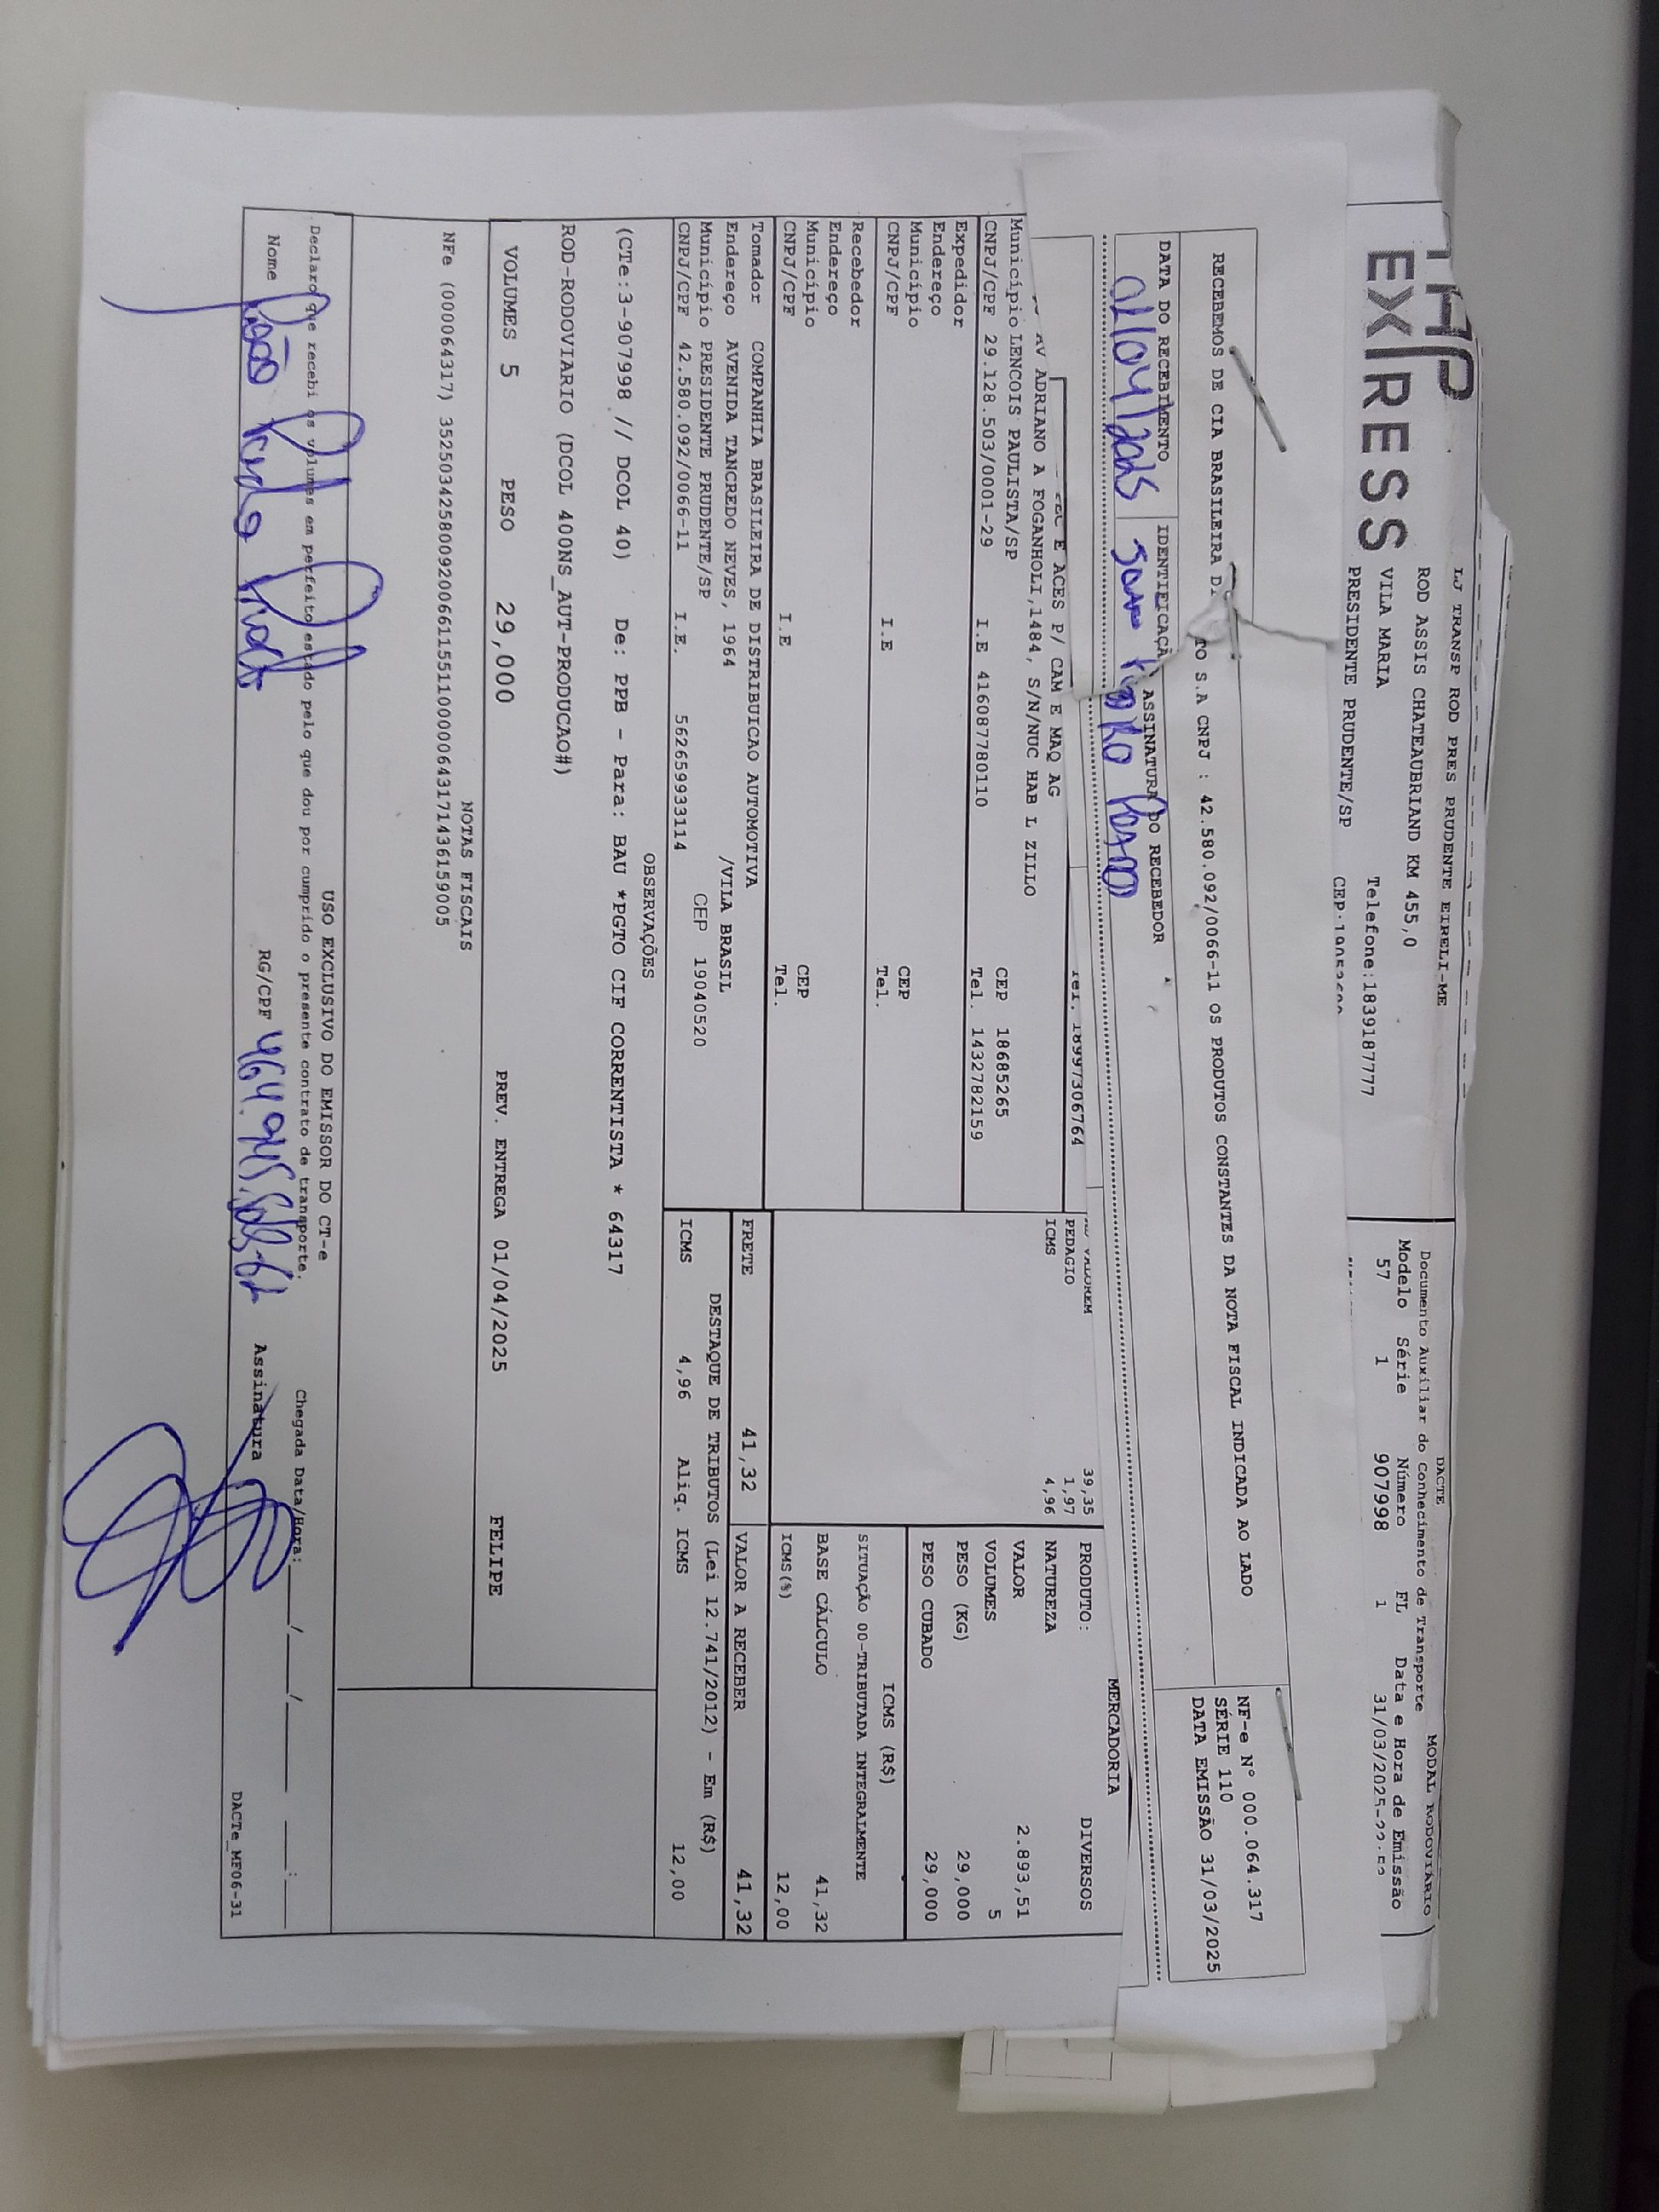 EXPRESS
LJ TRANSP ROD PRES PRUDENTE EIRELI-ME
ROD ASSIS CHATEAUBRIAND KM 455,0
VILA MARIA
Telefone:1839187777
PRESIDENTE PRUDENTE/SP
DACTE
Documento Auxiliar do Conhecimento de Transporte
MODAL RODOVIÁRIO
Modelo Série Número FL Data e Hora de Emissão
57 1 907998 1 31/03/2025
RECEBEMOS DE CIA BRASILEIRA TO S.A CNPJ : 42.580.092/0066-11 OS PRODUTOS CONSTANTES DA NOTA FISCAL INDICADA AO LADO
NF-e N° 000.064.317
SÉRIE 110
DATA EMISSÃO 31/03/2025
DATA DO RECEBIMENTO
ASSINATURA DO RECEBEDOR
E ACES P/ CAM E MAQ AG
AV ADRIANO A FOGANHOLI,1484, S/N/NUC HAB L ZILLO
Município LENCOIS PAULISTA/SP
CEP 18685265
CNPJ/CPF 29.128.503/0001-29 I.E 416087780110 Tel. 1432782159
Expedidor
Endereço
Município CEP
CNPJ/CPF I.E Tel.
Recebedor
Endereço
Município CEP
CNPJ/CPF I.E Tel.
Tomador COMPANHIA BRASILEIRA DE DISTRIBUICAO AUTOMOTIVA
Endereço AVENIDA TANCREDO NEVES, 1964 /VILA BRASIL
Município PRESIDENTE PRUDENTE/SP CEP 19040520
CNPJ/CPF 42.580.092/0066-11 I.E. 562659933114
39,35
PEDAGIO 1,97
ICMS 4,96
MERCADORIA
PRODUTO: DIVERSOS
NATUREZA
VALOR 2.893,51
VOLUMES 5
PESO (KG) 29,000
PESO CUBADO 29,000
ICMS (R$)
SITUAÇÃO 00-TRIBUTADA INTEGRALMENTE
BASE CÁLCULO 41,32
ICMS(%) 12,00
FRETE 41,32 VALOR A RECEBER 41,32
DESTAQUE DE TRIBUTOS (Lei 12.741/2012) - Em (R$)
ICMS 4,96 Aliq. ICMS 12,00
OBSERVAÇÕES
(CTe:3-907998 // DCOL 40) De: PPB - Para: BAU *PGTO CIF CORRENTISTA * 64317
ROD-RODOVIARIO (DCOL 400NS_AUT-PRODUCAO#)
VOLUMES 5 PESO 29,000 PREV. ENTREGA 01/04/2025 FELIPE
NOTAS FISCAIS
NFe (000064317) 35250342580092006611551100000643171436159005
USO EXCLUSIVO DO EMISSOR DO CT-e
Declaro que recebi os volumes em perfeito estado pelo que dou por cumprido o presente contrato de transporte.
Chegada Data/Hora:___/___/___ ___:___
Nome
RG/CPF
Assinatura
DACTe_MF06-31